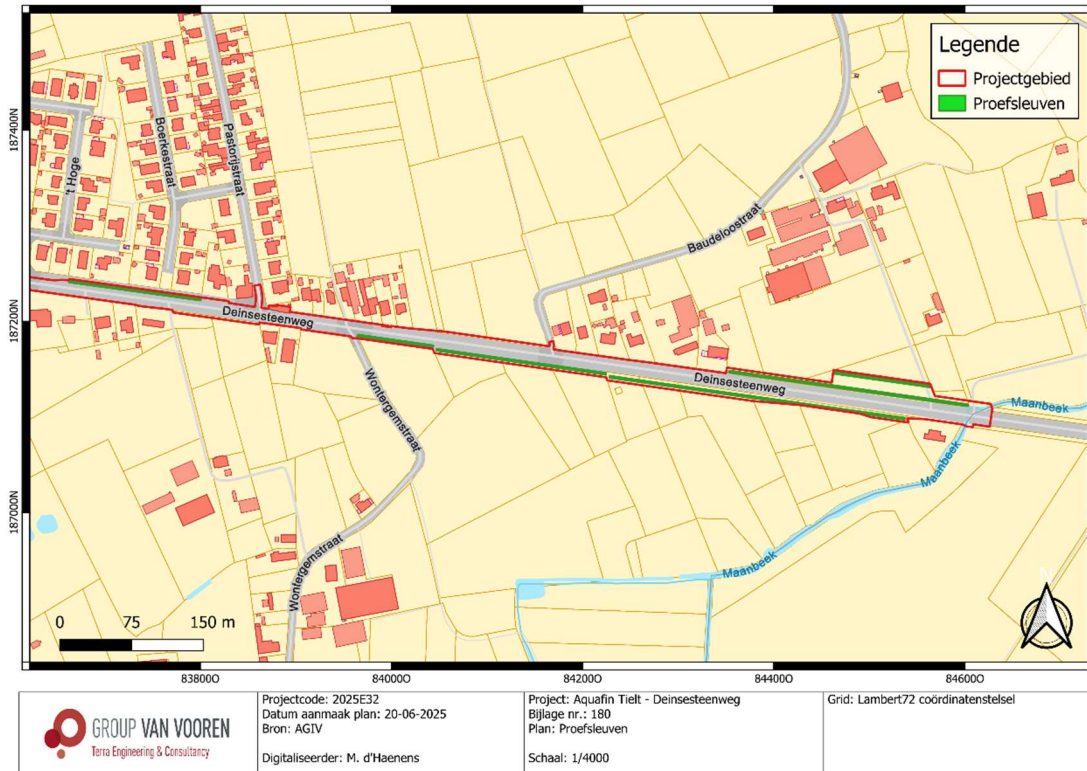 Legende
Projectgebied
Proefsleuven
187400N
187200N
187000N
't Hoge
Boerkestraat
Pastorijstraat
Baudeloostraat
Deinsesteenweg
Deinsesteenweg
Wontergemstraat
Wontergemstraat
Maanbeek
Maanbeek
Maanbeek
N
0 75 150 m
838000 840000 842000 844000 846000
GROUP VAN VOOREN
Terra Engineering & Consultancy
Projectcode: 2025E32
Datum aanmaak plan: 20-06-2025
Bron: AGIV
Digitaliseerder: M. d'Haenens
Project: Aquafin Tielt - Deinsesteenweg
Bijlage nr.: 180
Plan: Proefsleuven
Schaal: 1/4000
Grid: Lambert72 coördinatenstelsel